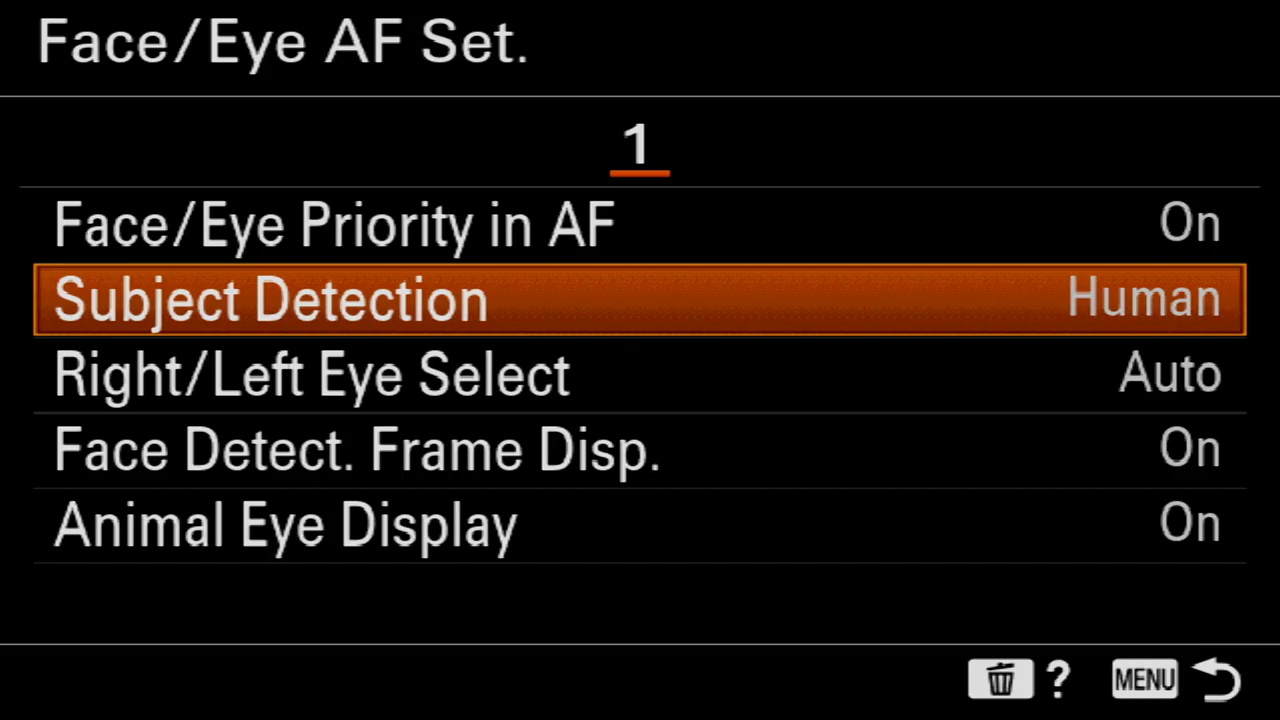 Face/Eye AF Set.
1
Face/Eye Priority in AF On
Subject Detection Human
Right/Left Eye Select Auto
Face Detect. Frame Disp. On
Animal Eye Display On
? MENU